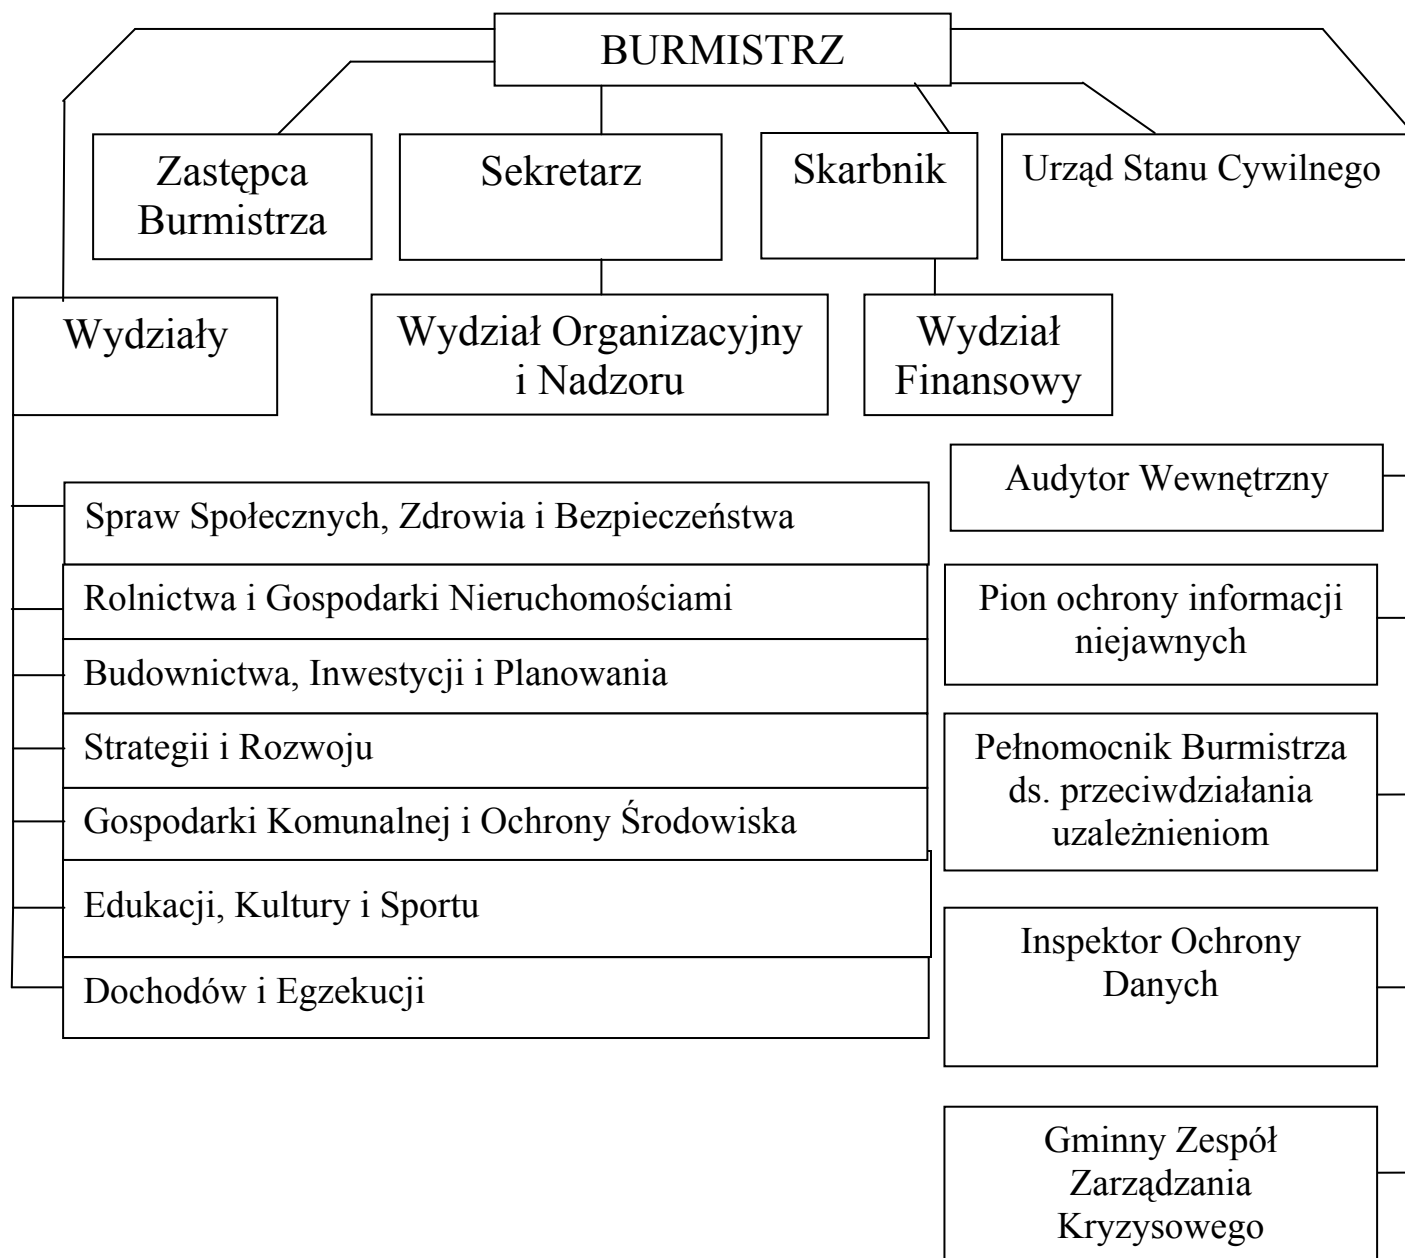 BURMISTRZ
Zastępca
Burmistrza
Sekretarz
Skarbnik
Urząd Stanu Cywilnego
Wydziały
Wydział Organizacyjny
i Nadzoru
Wydział
Finansowy
Spraw Społecznych, Zdrowia i Bezpieczeństwa
Rolnictwa i Gospodarki Nieruchomościami
Budownictwa, Inwestycji i Planowania
Strategii i Rozwoju
Gospodarki Komunalnej i Ochrony Środowiska
Edukacji, Kultury i Sportu
Dochodów i Egzekucji
Audytor Wewnętrzny
Pion ochrony informacji
niejawnych
Pełnomocnik Burmistrza
ds. przeciwdziałania
uzależnieniom
Inspektor Ochrony
Danych
Gminny Zespół
Zarządzania
Kryzysowego